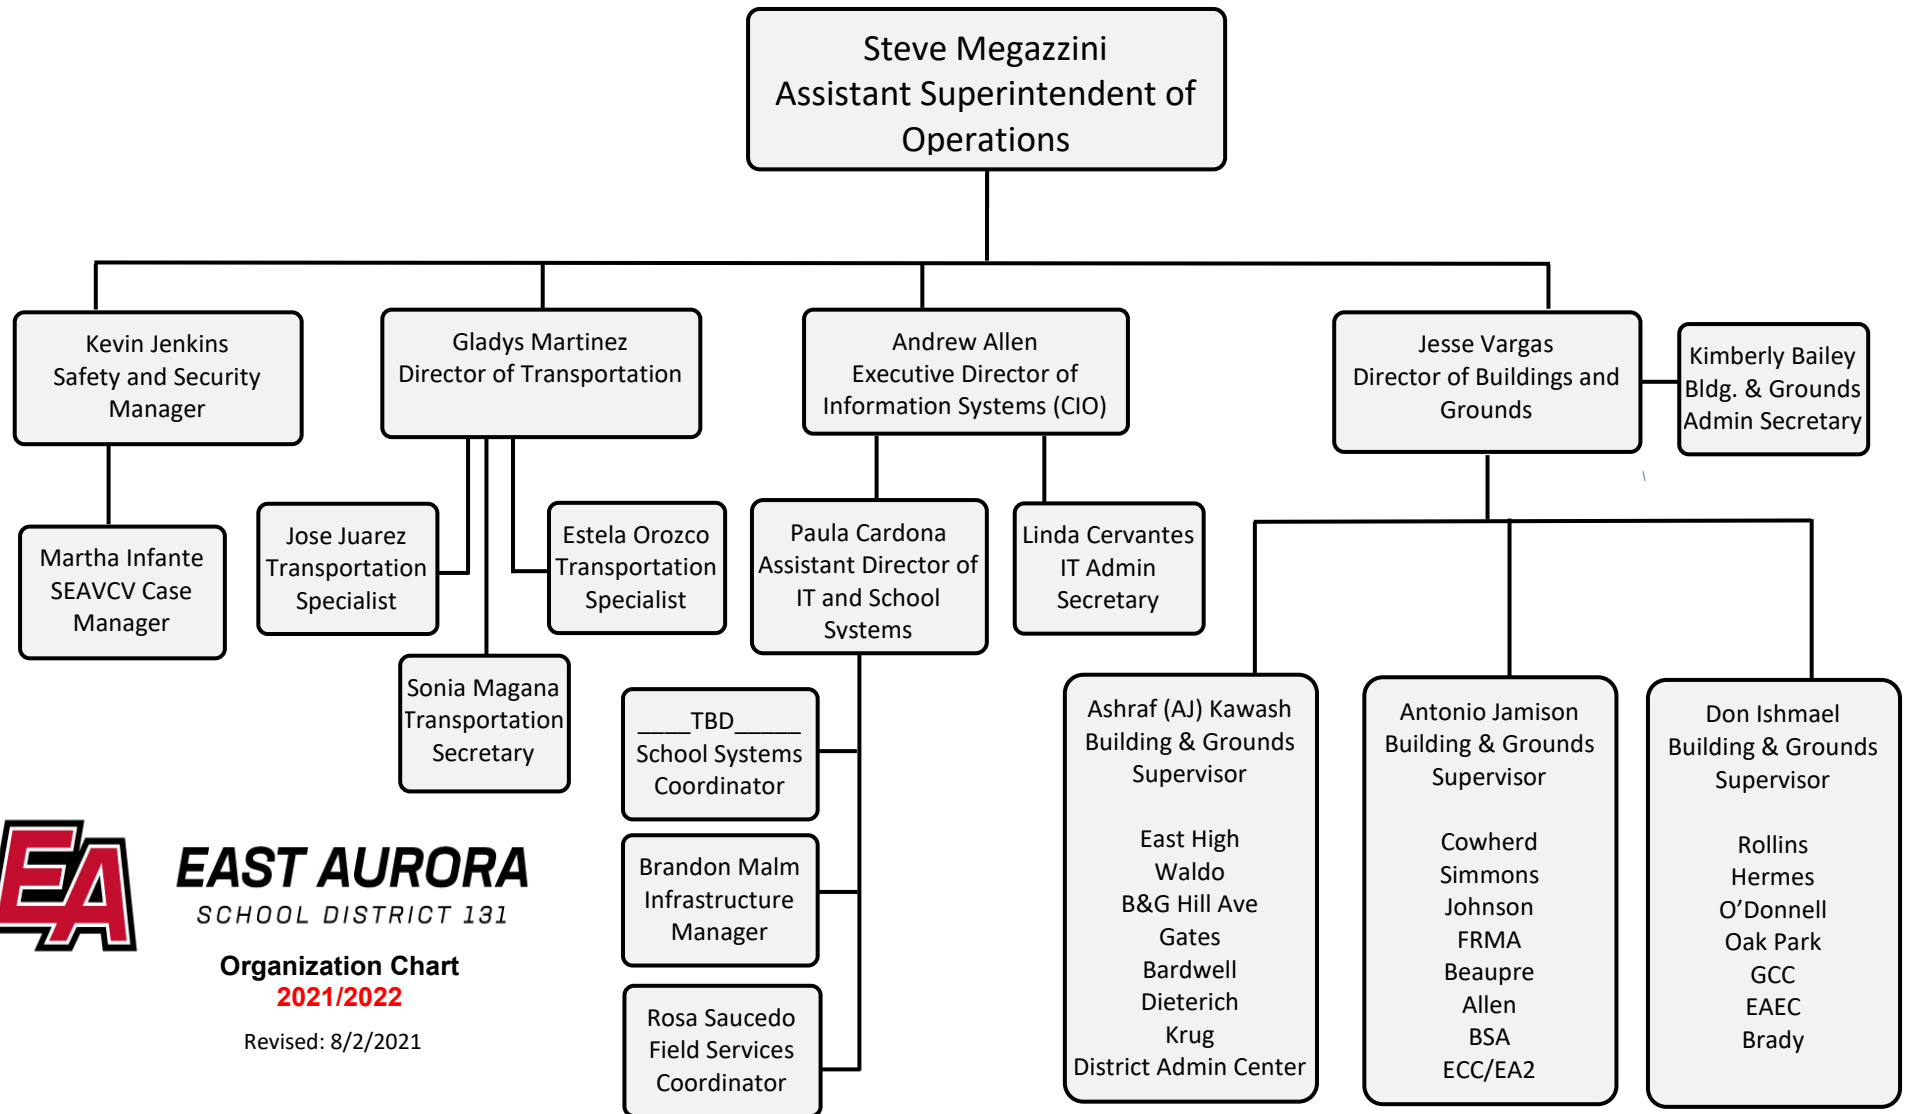 Steve Megazzini
Assistant Superintendent of
Operations
Kevin Jenkins
Safety and Security
Manager
Gladys Martinez
Director of Transportation
Andrew Allen
Executive Director of
Information Systems (CIO)
Jesse Vargas
Director of Buildings and
Grounds
Kimberly Bailey
Bldg. & Grounds
Admin Secretary
Martha Infante
SEAVCV Case
Manager
Jose Juarez
Transportation
Specialist
Estela Orozco
Transportation
Specialist
Sonia Magana
Transportation
Secretary
Paula Cardona
Assistant Director of
IT and School
Systems
Linda Cervantes
IT Admin
Secretary
____TBD_____
School Systems
Coordinator
Brandon Malm
Infrastructure
Manager
Rosa Saucedo
Field Services
Coordinator
Ashraf (AJ) Kawash
Building & Grounds
Supervisor
East High
Waldo
B&G Hill Ave
Gates
Bardwell
Dieterich
Krug
District Admin Center
Antonio Jamison
Building & Grounds
Supervisor
Cowherd
Simmons
Johnson
FRMA
Beaupre
Allen
BSA
ECC/EA2
Don Ishmael
Building & Grounds
Supervisor
Rollins
Hermes
O’Donnell
Oak Park
GCC
EAEC
Brady
EA
EAST AURORA
SCHOOL DISTRICT 131
Organization Chart
2021/2022
Revised: 8/2/2021